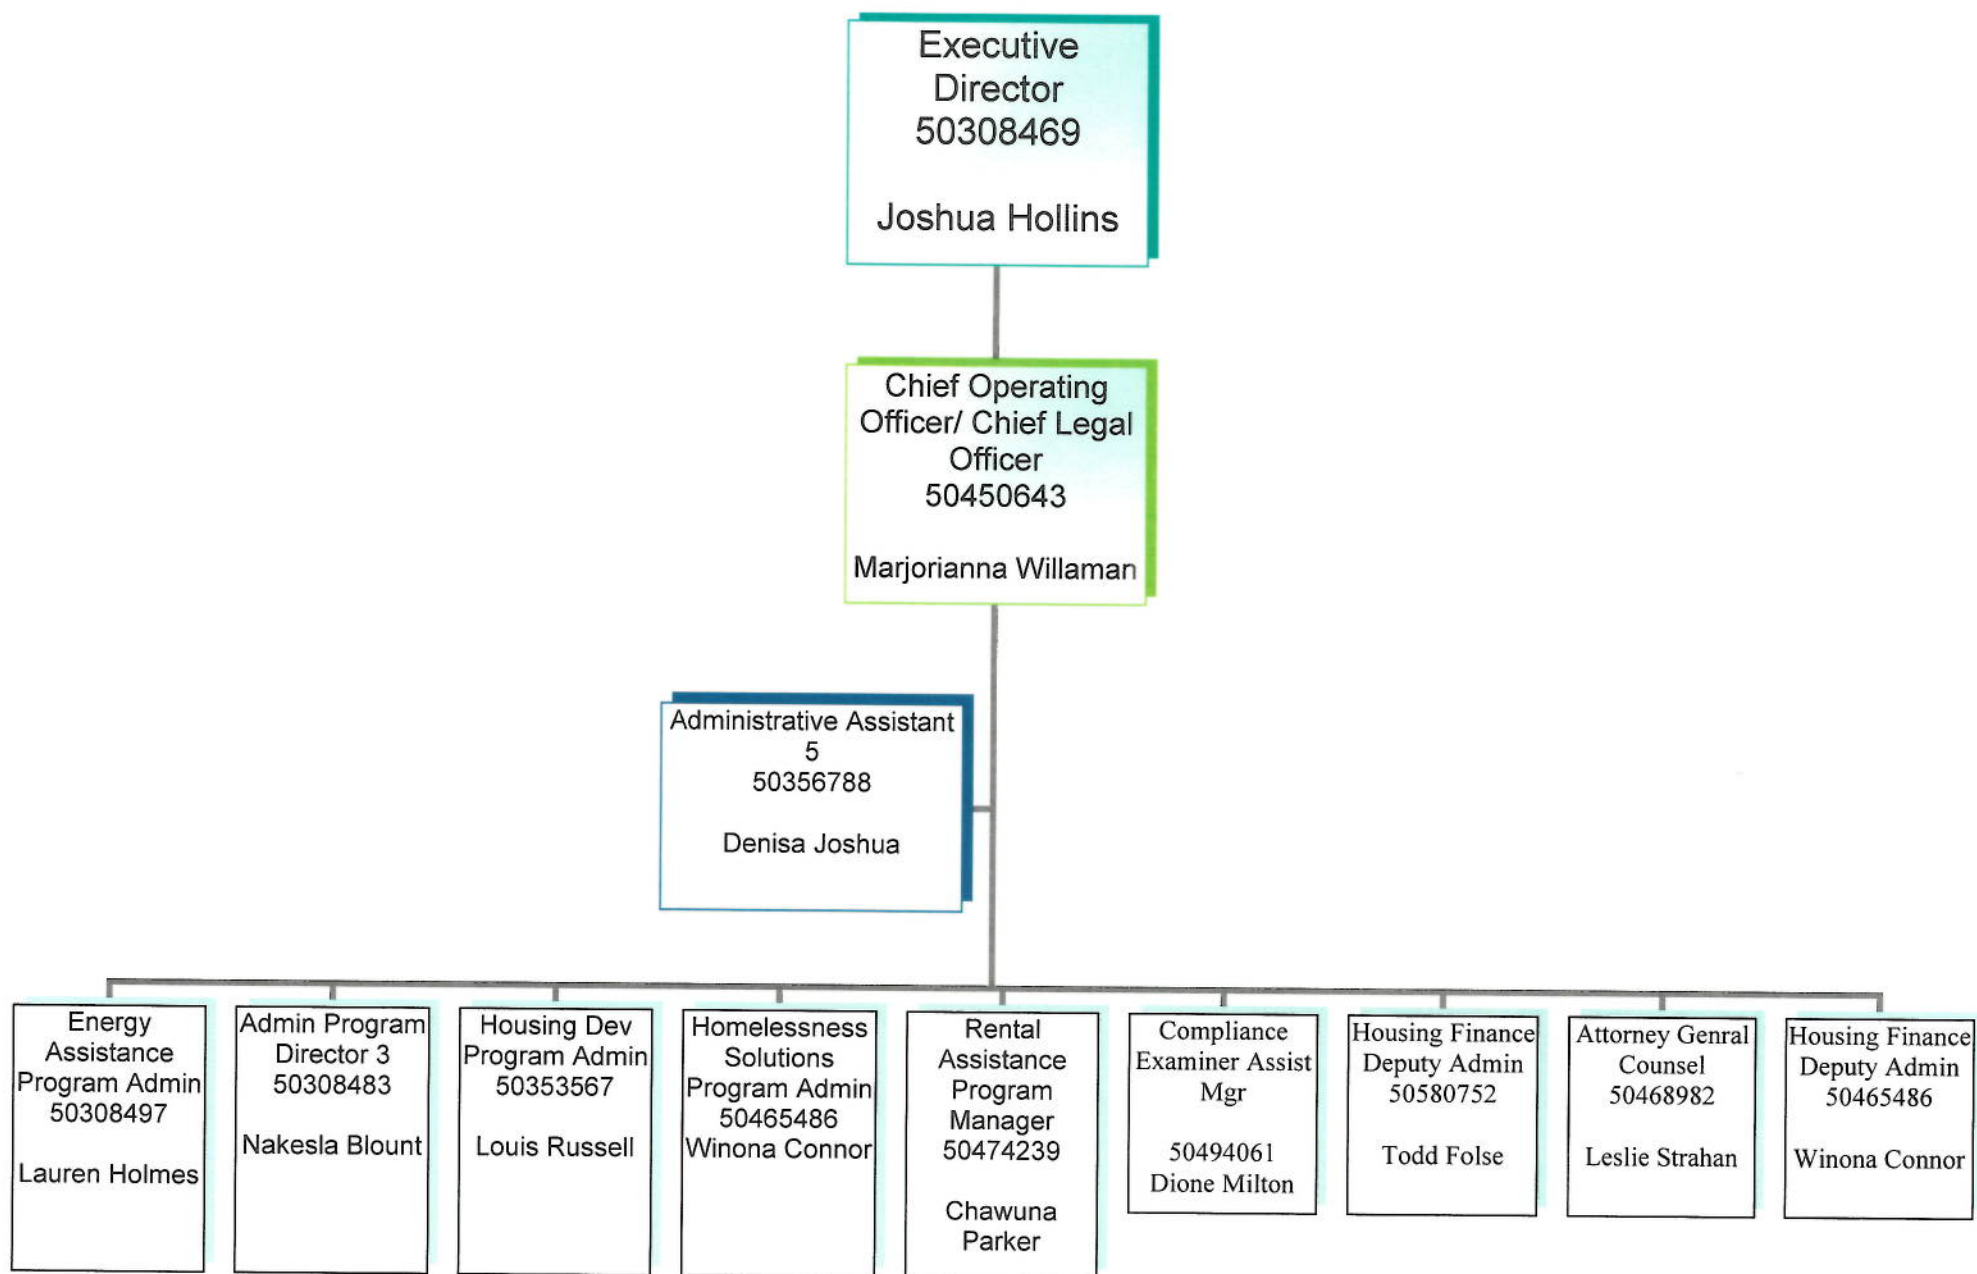 Executive
Director
50308469
Joshua Hollins
Chief Operating
Officer/ Chief Legal
Officer
50450643
Marjorianna Willaman
Administrative Assistant
5
50356788
Denisa Joshua
Energy
Assistance
Program Admin
50308497
Lauren Holmes
Admin Program
Director 3
50308483
Nakesla Blount
Housing Dev
Program Admin
50353567
Louis Russell
Homelessness
Solutions
Program Admin
50465486
Winona Connor
Rental
Assistance
Program
Manager
50474239
Chawuna
Parker
Compliance
Examiner Assist
Mgr
50494061
Dione Milton
Housing Finance
Deputy Admin
50580752
Todd Folse
Attorney Genral
Counsel
50468982
Leslie Strahan
Housing Finance
Deputy Admin
50465486
Winona Connor